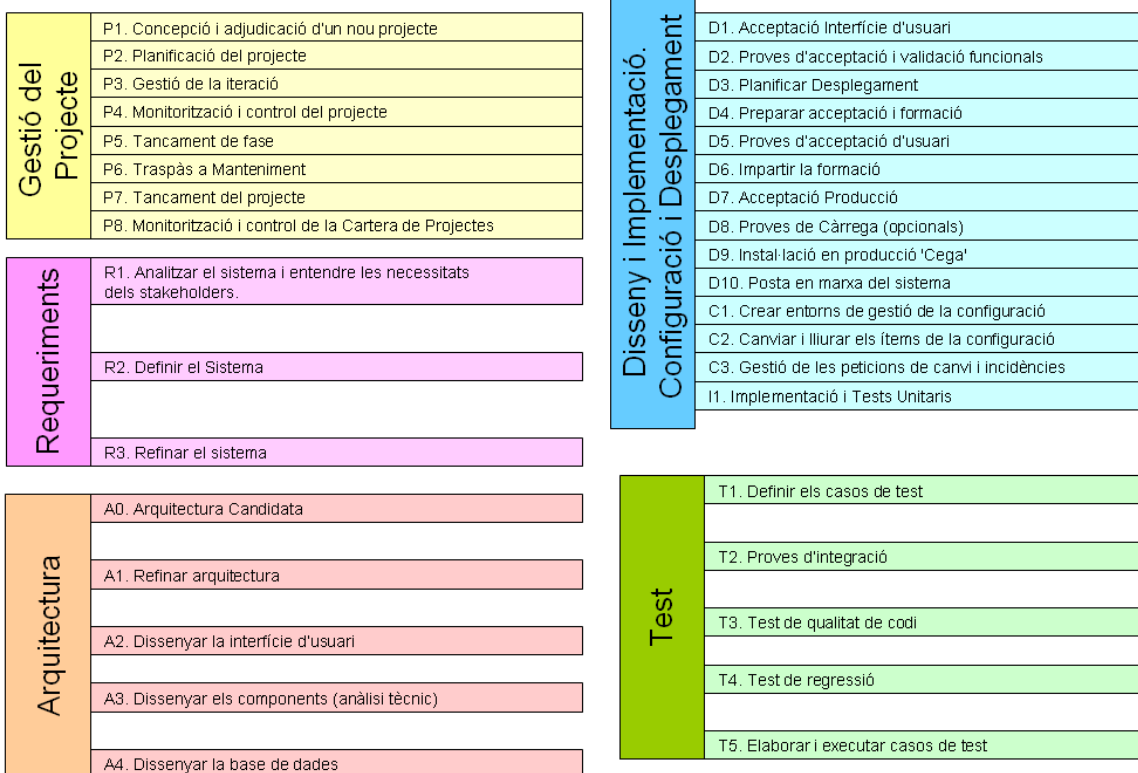 Gestió del
Projecte
P1. Concepció i adjudicació d'un nou projecte
P2. Planificació del projecte
P3. Gestió de la iteració
P4. Monitorització i control del projecte
P5. Tancament de fase
P6. Traspàs a Manteniment
P7. Tancament del projecte
P8. Monitorització i control de la Cartera de Projectes
Requeriments
R1. Analitzar el sistema i entendre les necessitats
dels stakeholders.
R2. Definir el Sistema
R3. Refinar el sistema
Arquitectura
A0. Arquitectura Candidata
A1. Refinar arquitectura
A2. Dissenyar la interfície d'usuari
A3. Dissenyar els components (anàlisi tècnic)
A4. Dissenyar la base de dades
Disseny i Implementació.
Configuració i Desplegament
D1. Acceptació Interfície d'usuari
D2. Proves d'acceptació i validació funcionals
D3. Planificar Desplegament
D4. Preparar acceptació i formació
D5. Proves d'acceptació d'usuari
D6. Impartir la formació
D7. Acceptació Producció
D8. Proves de Càrrega (opcionals)
D9. Instal·lació en producció 'Cega'
D10. Posta en marxa del sistema
C1. Crear entorns de gestió de la configuració
C2. Canviar i lliurar els ítems de la configuració
C3. Gestió de les peticions de canvi i incidències
I1. Implementació i Tests Unitaris
Test
T1. Definir els casos de test
T2. Proves d'integració
T3. Test de qualitat de codi
T4. Test de regressió
T5. Elaborar i executar casos de test